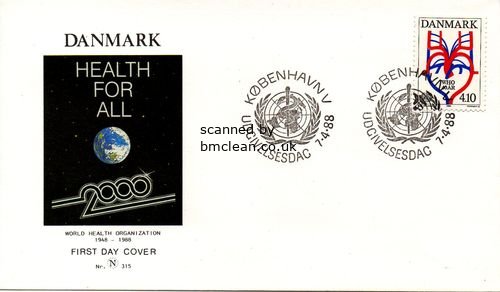 DANMARK
HEALTH
FOR
ALL
2000
WORLD HEALTH ORGANIZATION
1948 - 1988
FIRST DAY COVER
Nr. N 315
scanned by
bmclean.co.uk
KØBENHAVN V
UDGIVELSESDAG
7-4-88
KØBENHAVN V
UDGIVELSESDAG
7-4-88
DANMARK
WHO
40ÅR
4.10